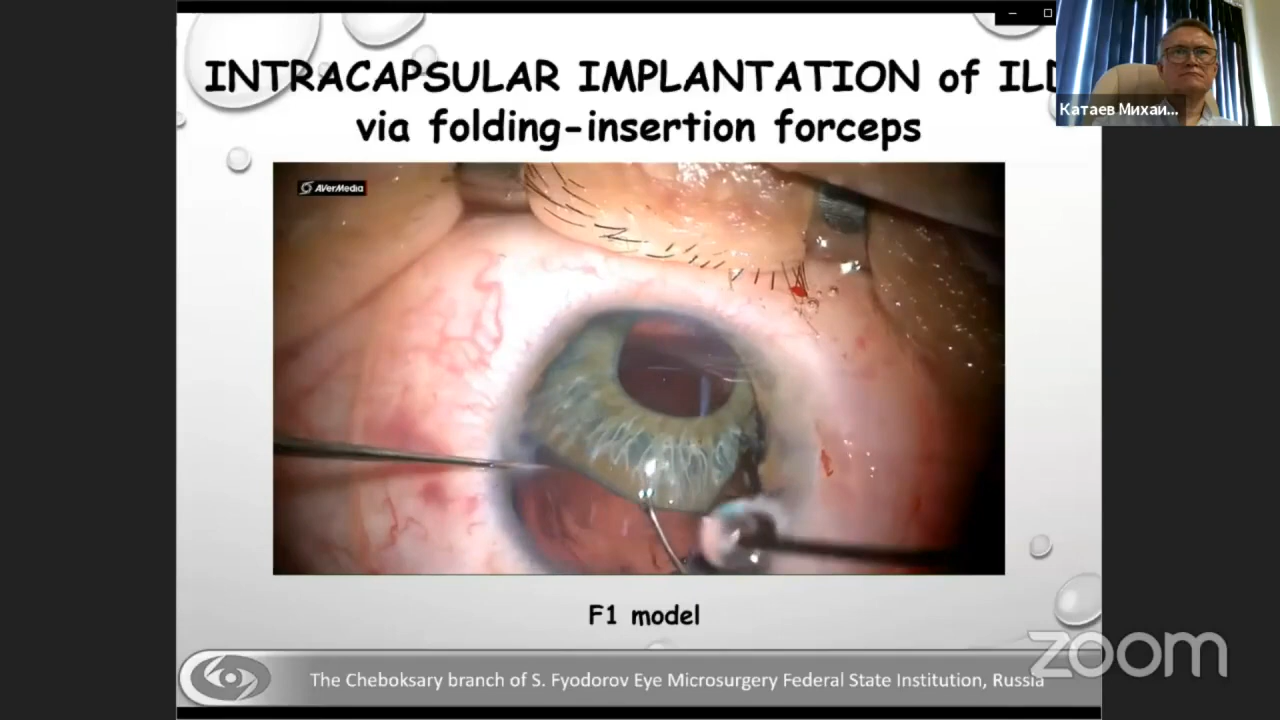 INTRACAPSULAR IMPLANTATION of ILD
via folding-insertion forceps
Катаев Михаи...
AVerMedia
F1 model
zoom
The Cheboksary branch of S. Fyodorov Eye Microsurgery Federal State Institution, Russia